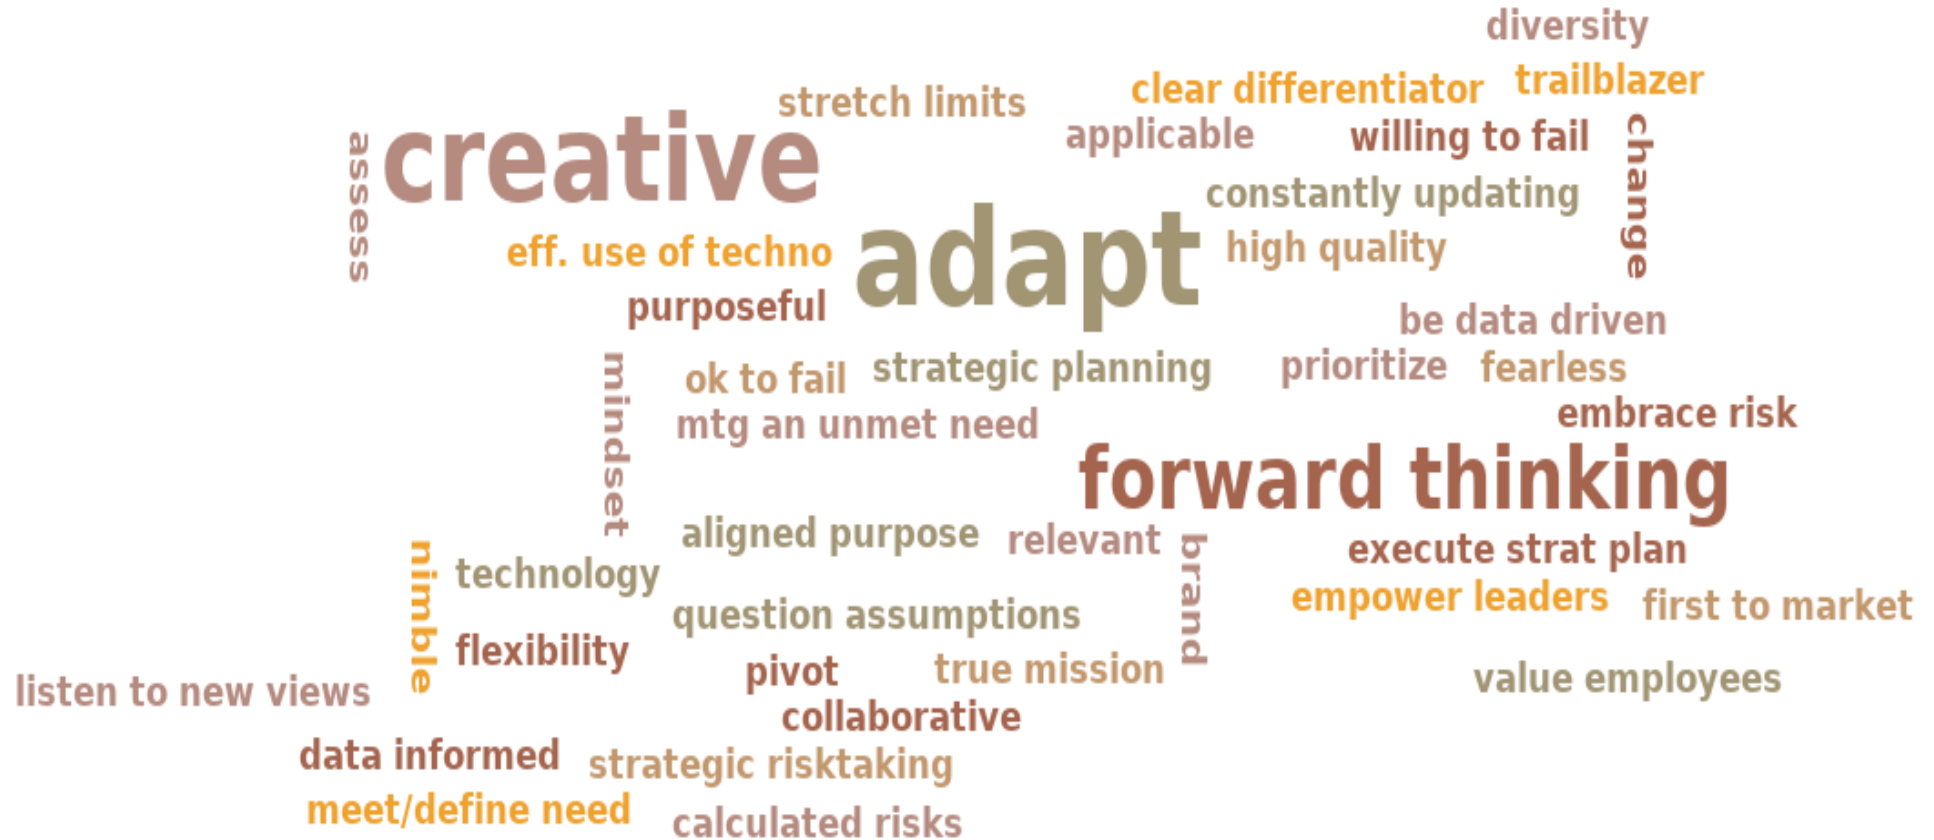 diversity
clear differentiator
trailblazer
stretch limits
applicable
willing to fail
change
assess
creative
constantly updating
eff. use of techno
adapt
high quality
purposeful
be data driven
mindset
ok to fail
strategic planning
prioritize
fearless
mtg an unmet need
embrace risk
forward thinking
aligned purpose
relevant
brand
execute strat plan
nimble
technology
question assumptions
empower leaders
first to market
flexibility
pivot
true mission
value employees
listen to new views
collaborative
data informed
strategic risktaking
meet/define need
calculated risks